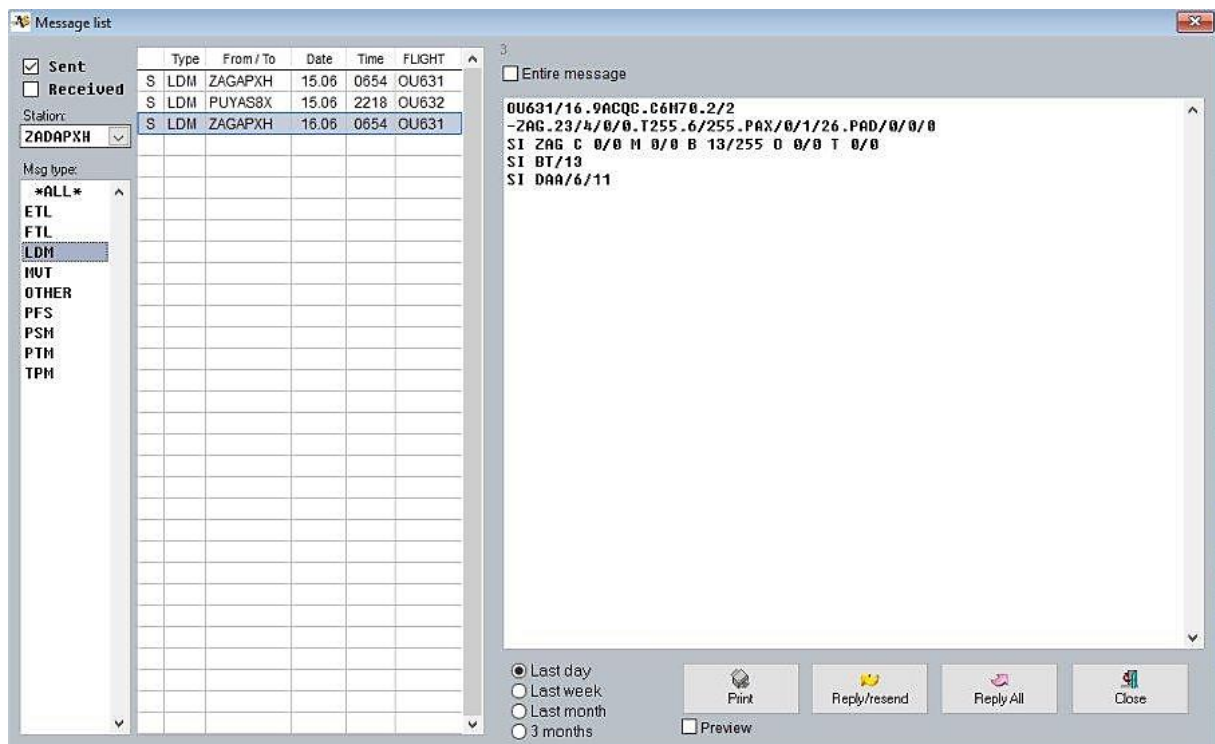 Message list
Sent
Received
Station:
ZADAPXH
Msg type:
*ALL*
ETL
FTL
LDM
MVT
OTHER
PFS
PSM
PTM
TPM
Type From / To Date Time FLIGHT
S LDM ZAGAPXH 15.06 0654 OU631
S LDM PUYAS8X 15.06 2218 OU632
S LDM ZAGAPXH 16.06 0654 OU631
3
Entire message
OU631/16.9ACQC.C6M70.2/2
-ZAG.23/4/0/0.T255.6/255.PAX/0/1/26.PAD/0/0/0
SI ZAG C 0/0 M 0/0 B 13/255 O 0/0 T 0/0
SI BT/13
SI DAA/6/11
Last day
Last week
Last month
3 months
Print
Reply/resend
Reply All
Close
Preview